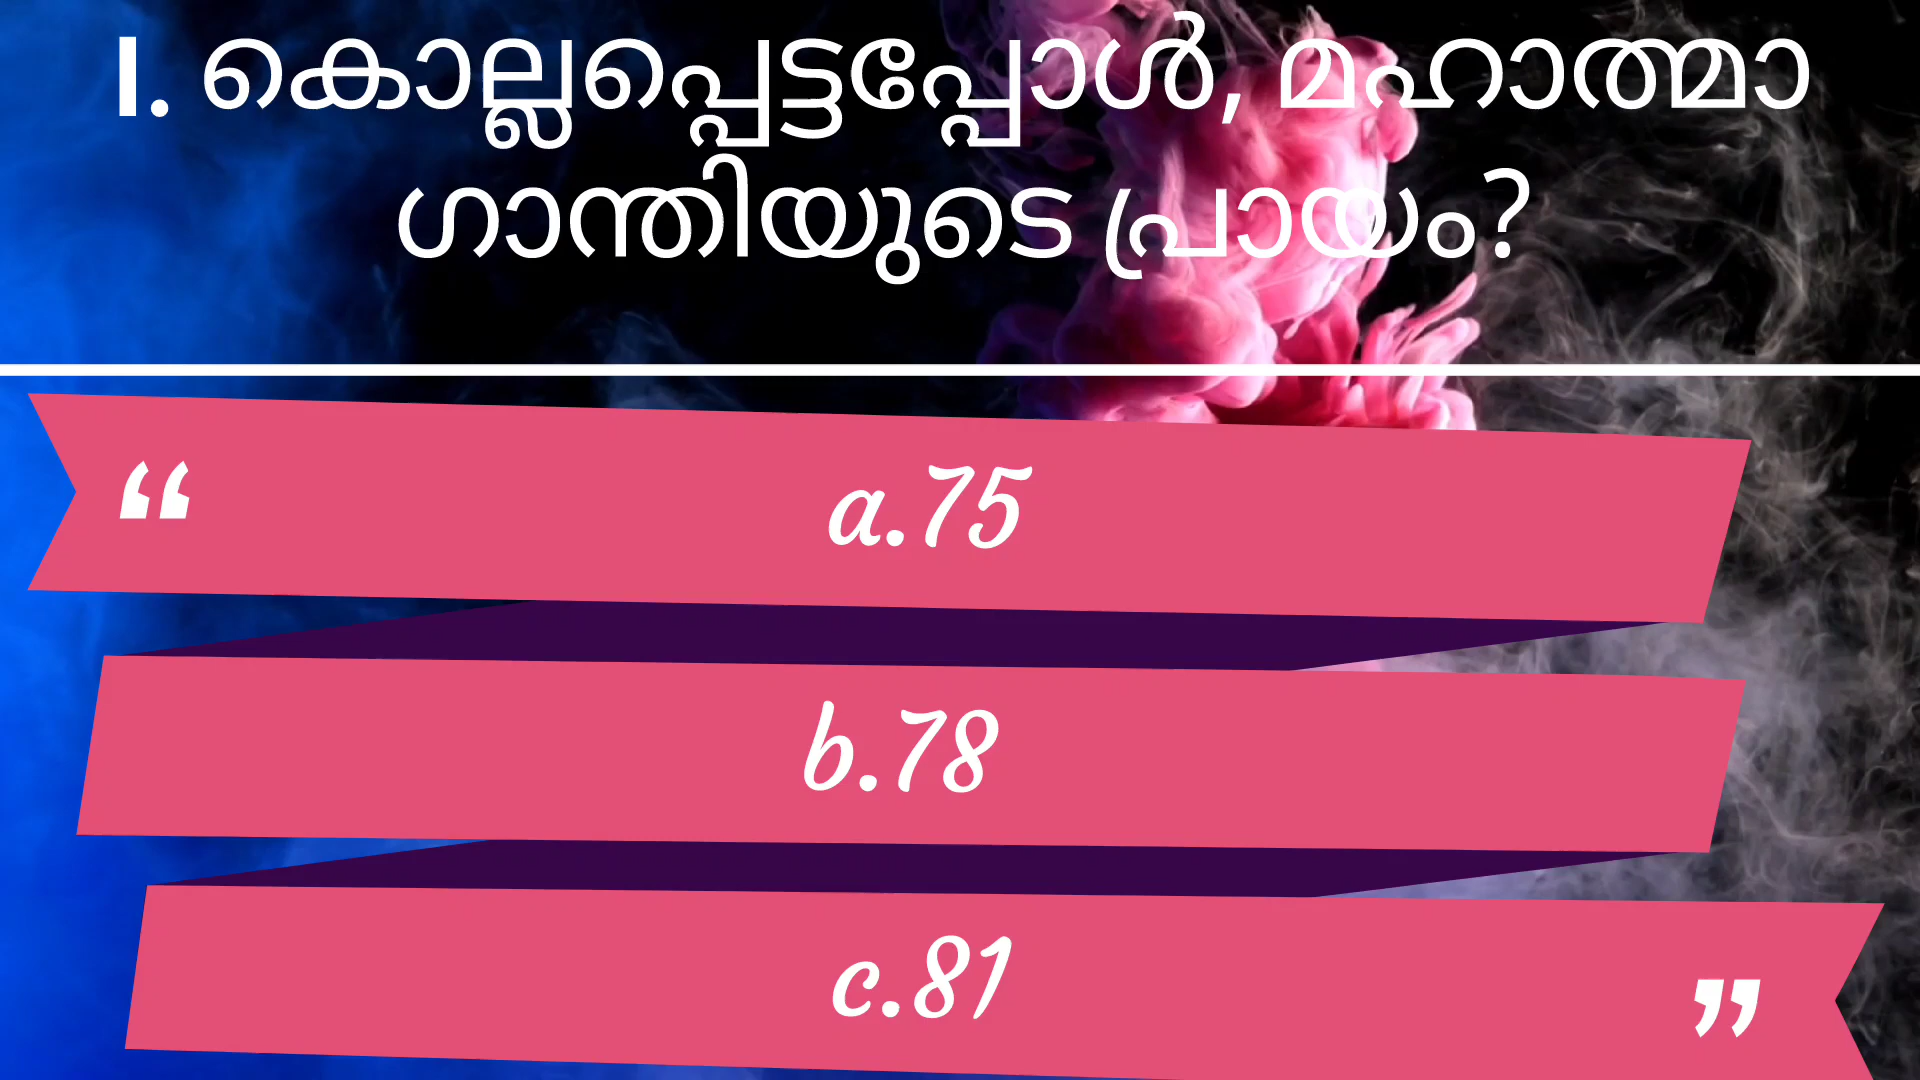 I. കൊല്ലപ്പെട്ടപ്പോൾ, മഹാത്മാ
ഗാന്തിയുടെ പ്രായം?
“ a.75
b.78
c.81 ”